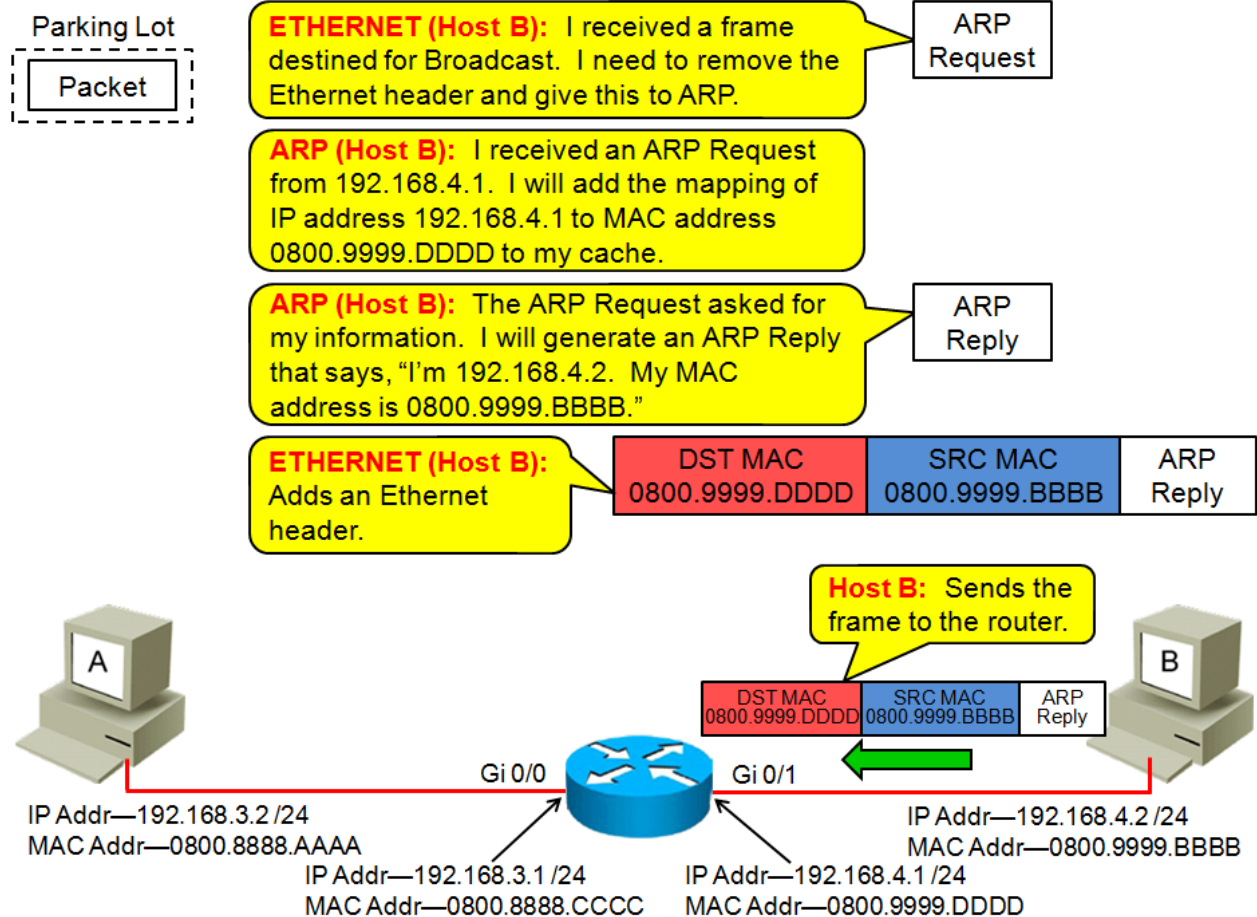 Parking Lot
Packet
ETHERNET (Host B): I received a frame
destined for Broadcast. I need to remove the
Ethernet header and give this to ARP.
ARP
Request
ARP (Host B): I received an ARP Request
from 192.168.4.1. I will add the mapping of
IP address 192.168.4.1 to MAC address
0800.9999.DDDD to my cache.
ARP (Host B): The ARP Request asked for
my information. I will generate an ARP Reply
that says, “I’m 192.168.4.2. My MAC
address is 0800.9999.BBBB.”
ARP
Reply
ETHERNET (Host B):
Adds an Ethernet
header.
DST MAC
0800.9999.DDDD
SRC MAC
0800.9999.BBBB
ARP
Reply
Host B: Sends the
frame to the router.
A
B
DST MAC
0800.9999.DDDD
SRC MAC
0800.9999.BBBB
ARP
Reply
Gi 0/0
Gi 0/1
IP Addr—192.168.3.2 /24
MAC Addr—0800.8888.AAAA
IP Addr—192.168.4.2 /24
MAC Addr—0800.9999.BBBB
IP Addr—192.168.3.1 /24
MAC Addr—0800.8888.CCCC
IP Addr—192.168.4.1 /24
MAC Addr—0800.9999.DDDD